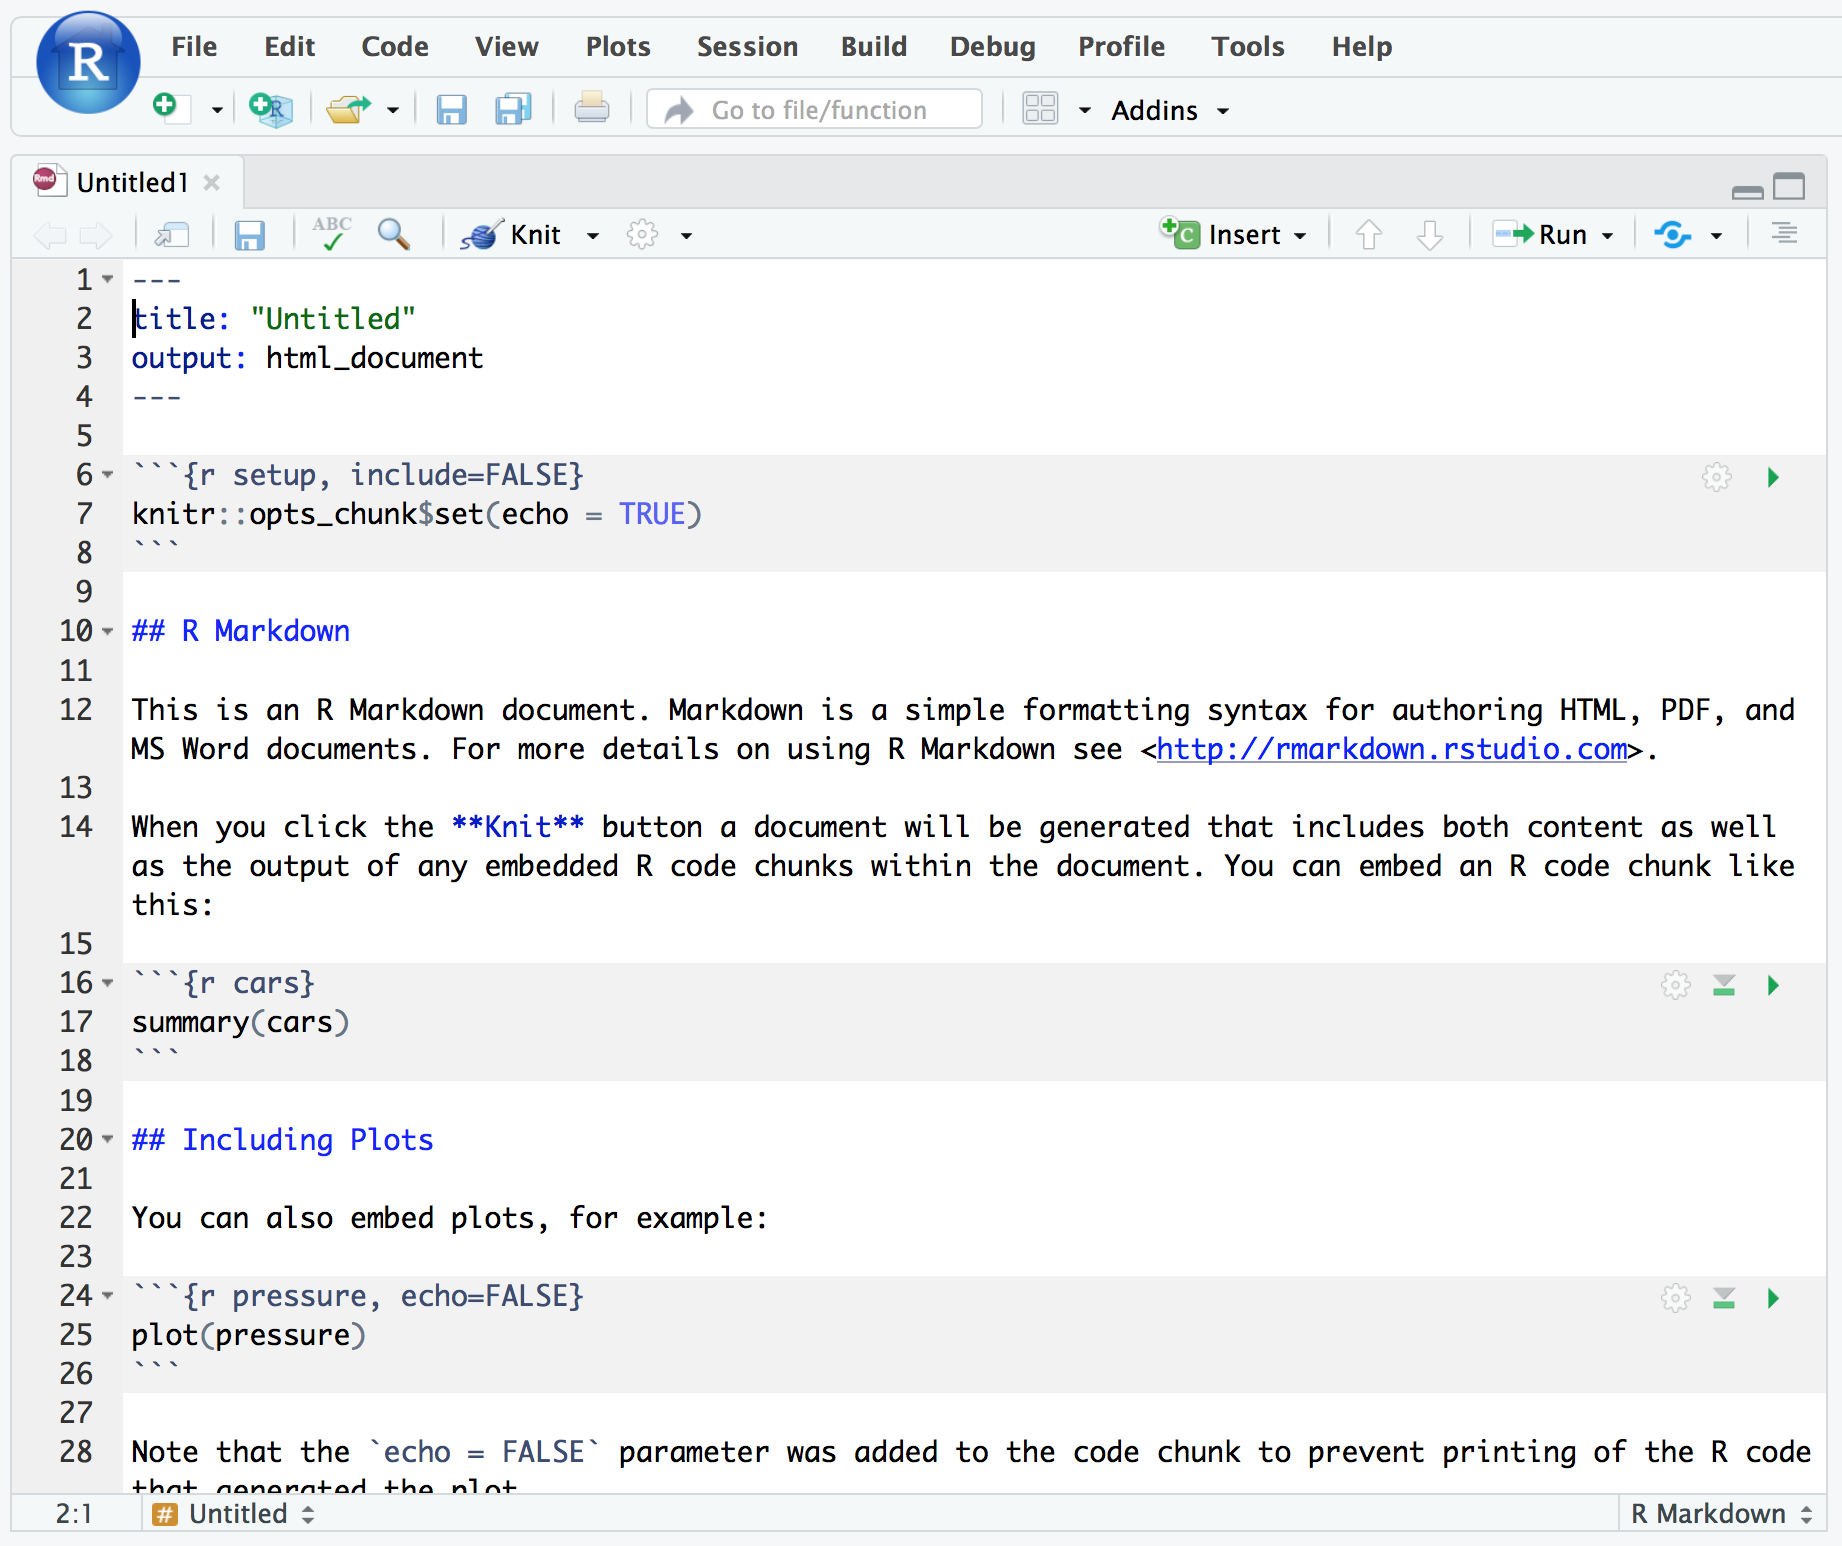 R
File Edit Code View Plots Session Build Debug Profile Tools Help
R Go to file/function Addins
Rmd Untitled1
ABC Knit C Insert Run
1 ---
2 title: "Untitled"
3 output: html_document
4 ---
5
6 ```{r setup, include=FALSE}
7 knitr::opts_chunk$set(echo = TRUE)
8 ```
9
10 ## R Markdown
11
12 This is an R Markdown document. Markdown is a simple formatting syntax for authoring HTML, PDF, and
MS Word documents. For more details on using R Markdown see <http://rmarkdown.rstudio.com>.
13
14 When you click the **Knit** button a document will be generated that includes both content as well
as the output of any embedded R code chunks within the document. You can embed an R code chunk like
this:
15
16 ```{r cars}
17 summary(cars)
18 ```
19
20 ## Including Plots
21
22 You can also embed plots, for example:
23
24 ```{r pressure, echo=FALSE}
25 plot(pressure)
26 ```
27
28 Note that the `echo = FALSE` parameter was added to the code chunk to prevent printing of the R code
that generated the plot
2:1 # Untitled R Markdown